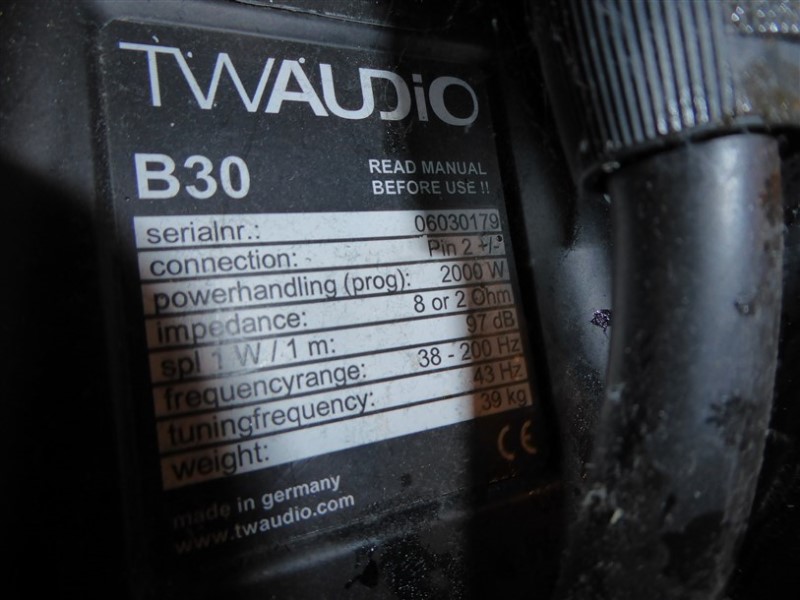 TWAUDiO
B30
READ MANUAL
BEFORE USE !!
serialnr.: 06030179
connection: Pin 2 +/-
powerhandling (prog): 2000 W
impedance: 8 or 2 Ohm
spl 1 W / 1 m: 97 dB
frequencyrange: 38 - 200 Hz
tuningfrequency: 43 Hz
weight: 39 kg
CE
made in germany
www.twaudio.com